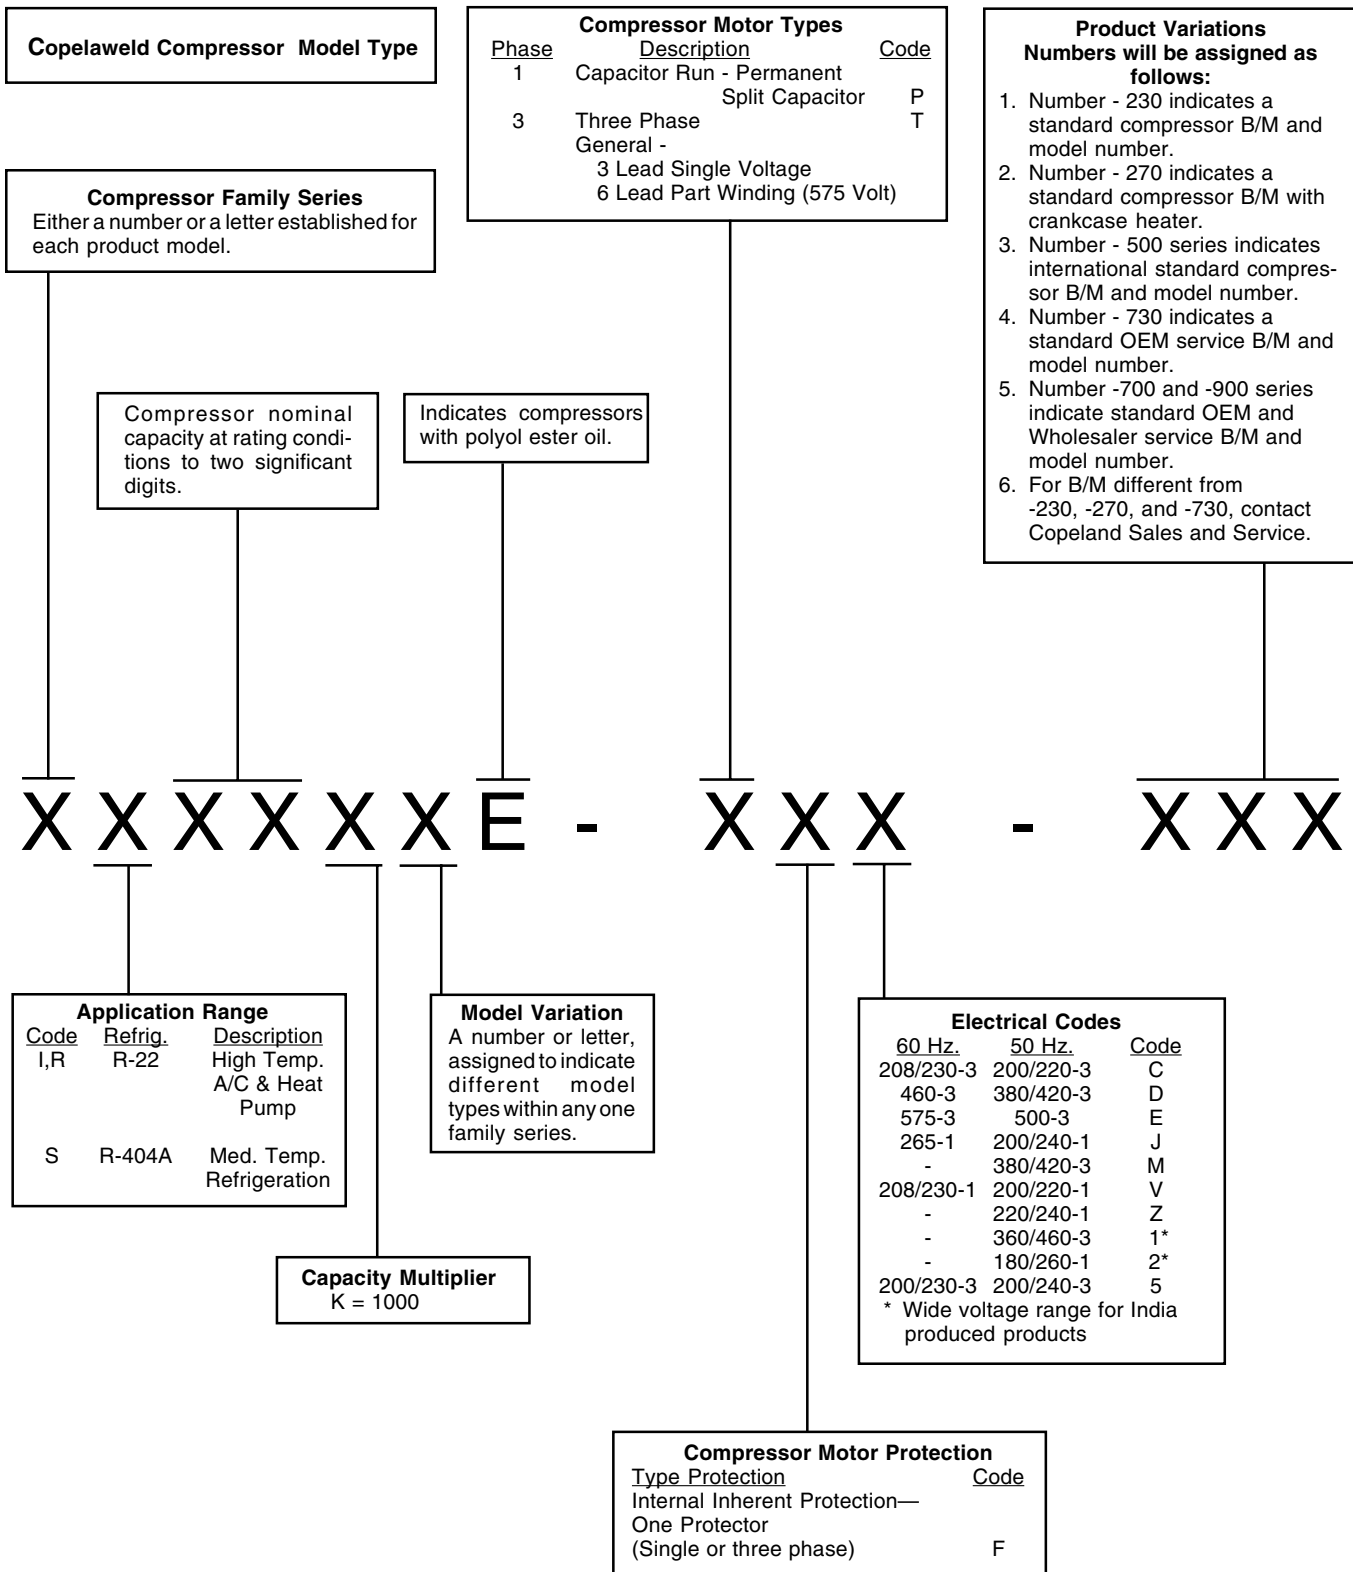 Copelaweld Compressor Model Type
Compressor Motor Types
Phase Description Code
1 Capacitor Run - Permanent
Split Capacitor P
3 Three Phase T
General -
3 Lead Single Voltage
6 Lead Part Winding (575 Volt)
Product Variations
Numbers will be assigned as
follows:
1. Number - 230 indicates a
standard compressor B/M and
model number.
2. Number - 270 indicates a
standard compressor B/M with
crankcase heater.
3. Number - 500 series indicates
international standard compres-
sor B/M and model number.
4. Number - 730 indicates a
standard OEM service B/M and
model number.
5. Number -700 and -900 series
indicate standard OEM and
Wholesaler service B/M and
model number.
6. For B/M different from
-230, -270, and -730, contact
Copeland Sales and Service.
Compressor Family Series
Either a number or a letter established for
each product model.
Compressor nominal
capacity at rating condi-
tions to two significant
digits.
Indicates compressors
with polyol ester oil.
X X X X X X E - X X X - X X X
Application Range
Code Refrig. Description
I,R R-22 High Temp.
A/C & Heat
Pump
S R-404A Med. Temp.
Refrigeration
Model Variation
A number or letter,
assigned to indicate
different model
types within any one
family series.
Electrical Codes
60 Hz. 50 Hz. Code
208/230-3 200/220-3 C
460-3 380/420-3 D
575-3 500-3 E
265-1 200/240-1 J
- 380/420-3 M
208/230-1 200/220-1 V
- 220/240-1 Z
- 360/460-3 1*
- 180/260-1 2*
200/230-3 200/240-3 5
* Wide voltage range for India
produced products
Capacity Multiplier
K = 1000
Compressor Motor Protection
Type Protection Code
Internal Inherent Protection—
One Protector
(Single or three phase) F